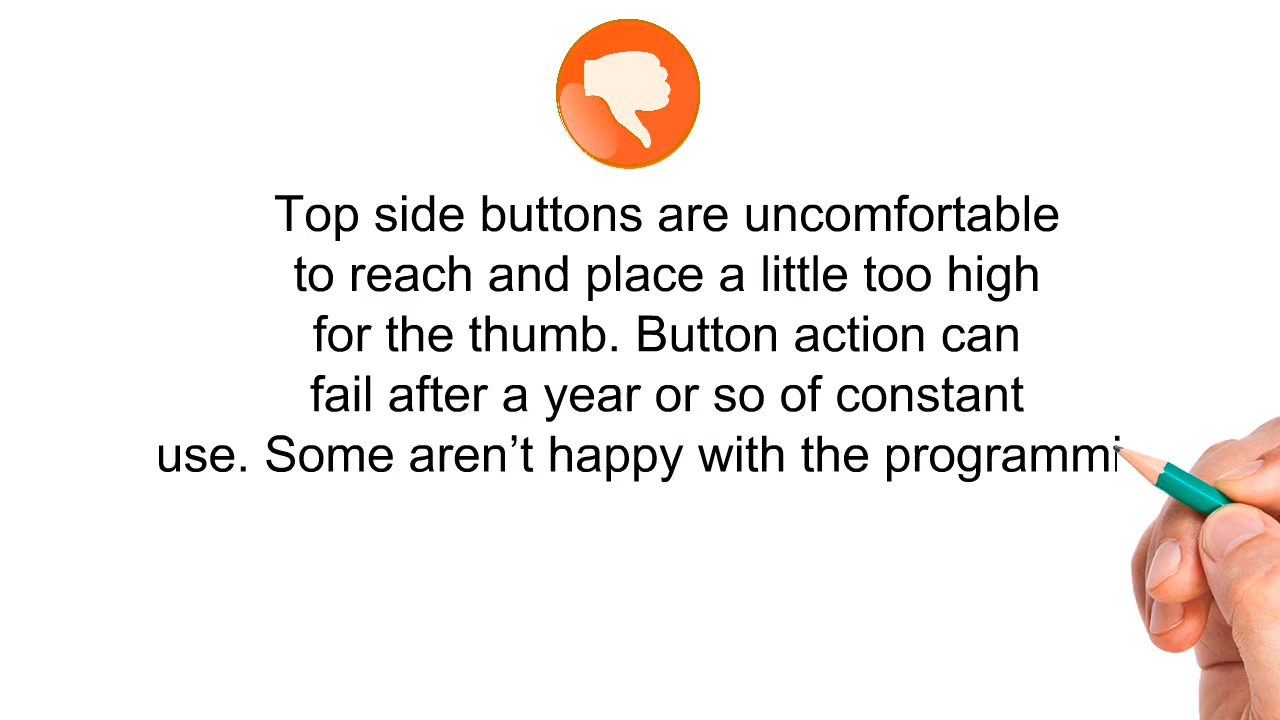 Top side buttons are uncomfortable
to reach and place a little too high
for the thumb. Button action can
fail after a year or so of constant
use. Some aren’t happy with the programmi